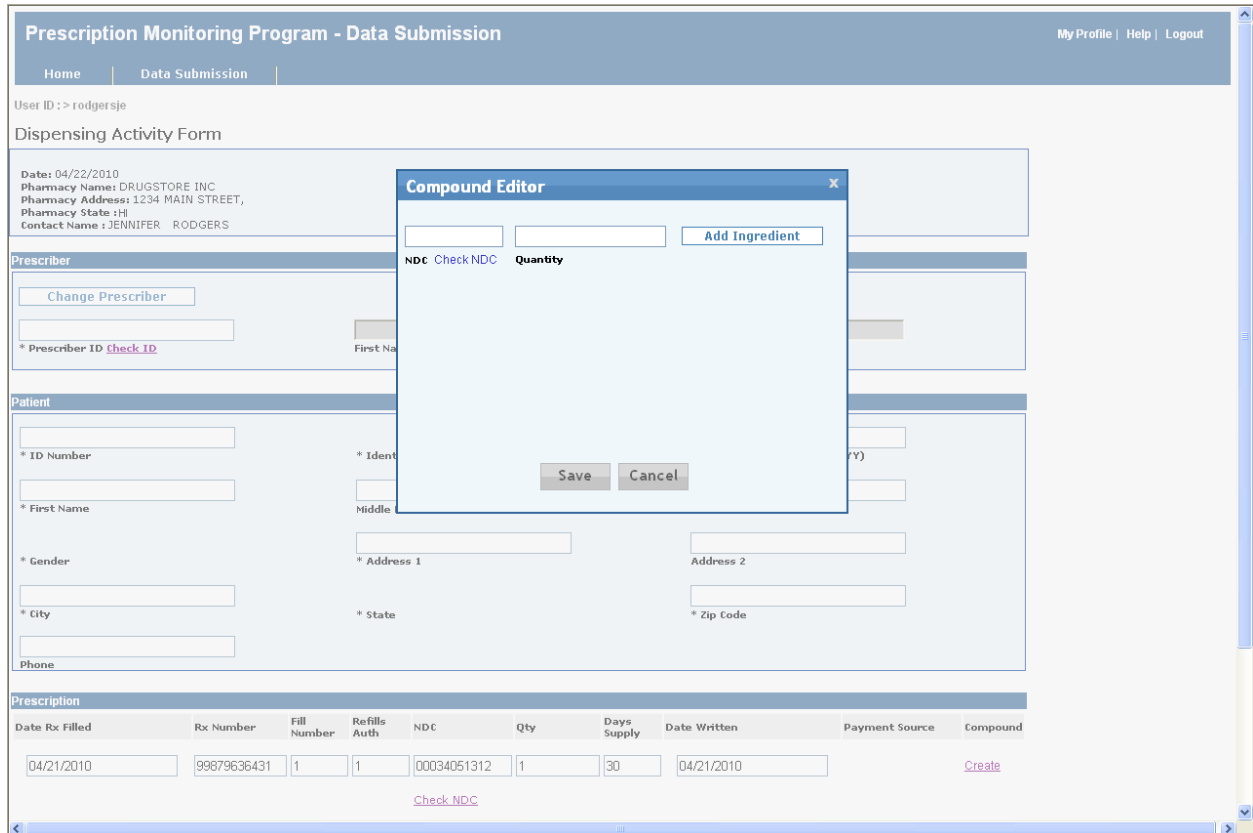 Prescription Monitoring Program - Data Submission
My Profile | Help | Logout
Home Data Submission
User ID : > rodgersje
Dispensing Activity Form
Date: 04/22/2010
Pharmacy Name: DRUGSTORE INC
Pharmacy Address: 1234 MAIN STREET,
Pharmacy State :HI
Contact Name : JENNIFER RODGERS
Compound Editor x
Add Ingredient
NDC Check NDC Quantity
Prescriber
Change Prescriber
* Prescriber ID Check ID First Na
Patient
* ID Number * Ident YY)
Save Cancel
* First Name Middle
* Gender * Address 1 Address 2
* City * State * Zip Code
Phone
Prescription
Date Rx Filled Rx Number Fill Number Refills Auth NDC Qty Days Supply Date Written Payment Source Compound
04/21/2010 99879636431 1 1 00034051312 1 30 04/21/2010 Create
Check NDC